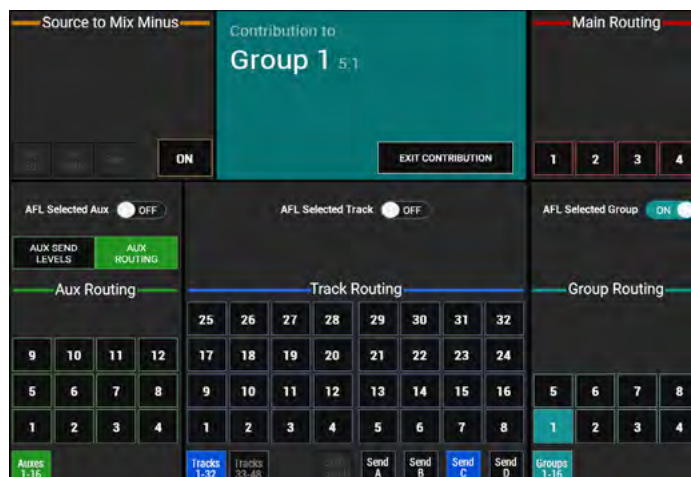 Source to Mix Minus
ON
Contribution to
Group 1 5.1
EXIT CONTRIBUTION
Main Routing
1 2 3 4
AFL Selected Aux OFF
AUX SEND
LEVELS
AUX
ROUTING
Aux Routing
9 10 11 12
5 6 7 8
1 2 3 4
Auxes
1-16
AFL Selected Track OFF
Track Routing
25 26 27 28 29 30 31 32
17 18 19 20 21 22 23 24
9 10 11 12 13 14 15 16
1 2 3 4 5 6 7 8
Tracks
1-32
Tracks
33-48
Send
A
Send
B
Send
C
Send
D
AFL Selected Group ON
Group Routing
5 6 7 8
1 2 3 4
Groups
1-16